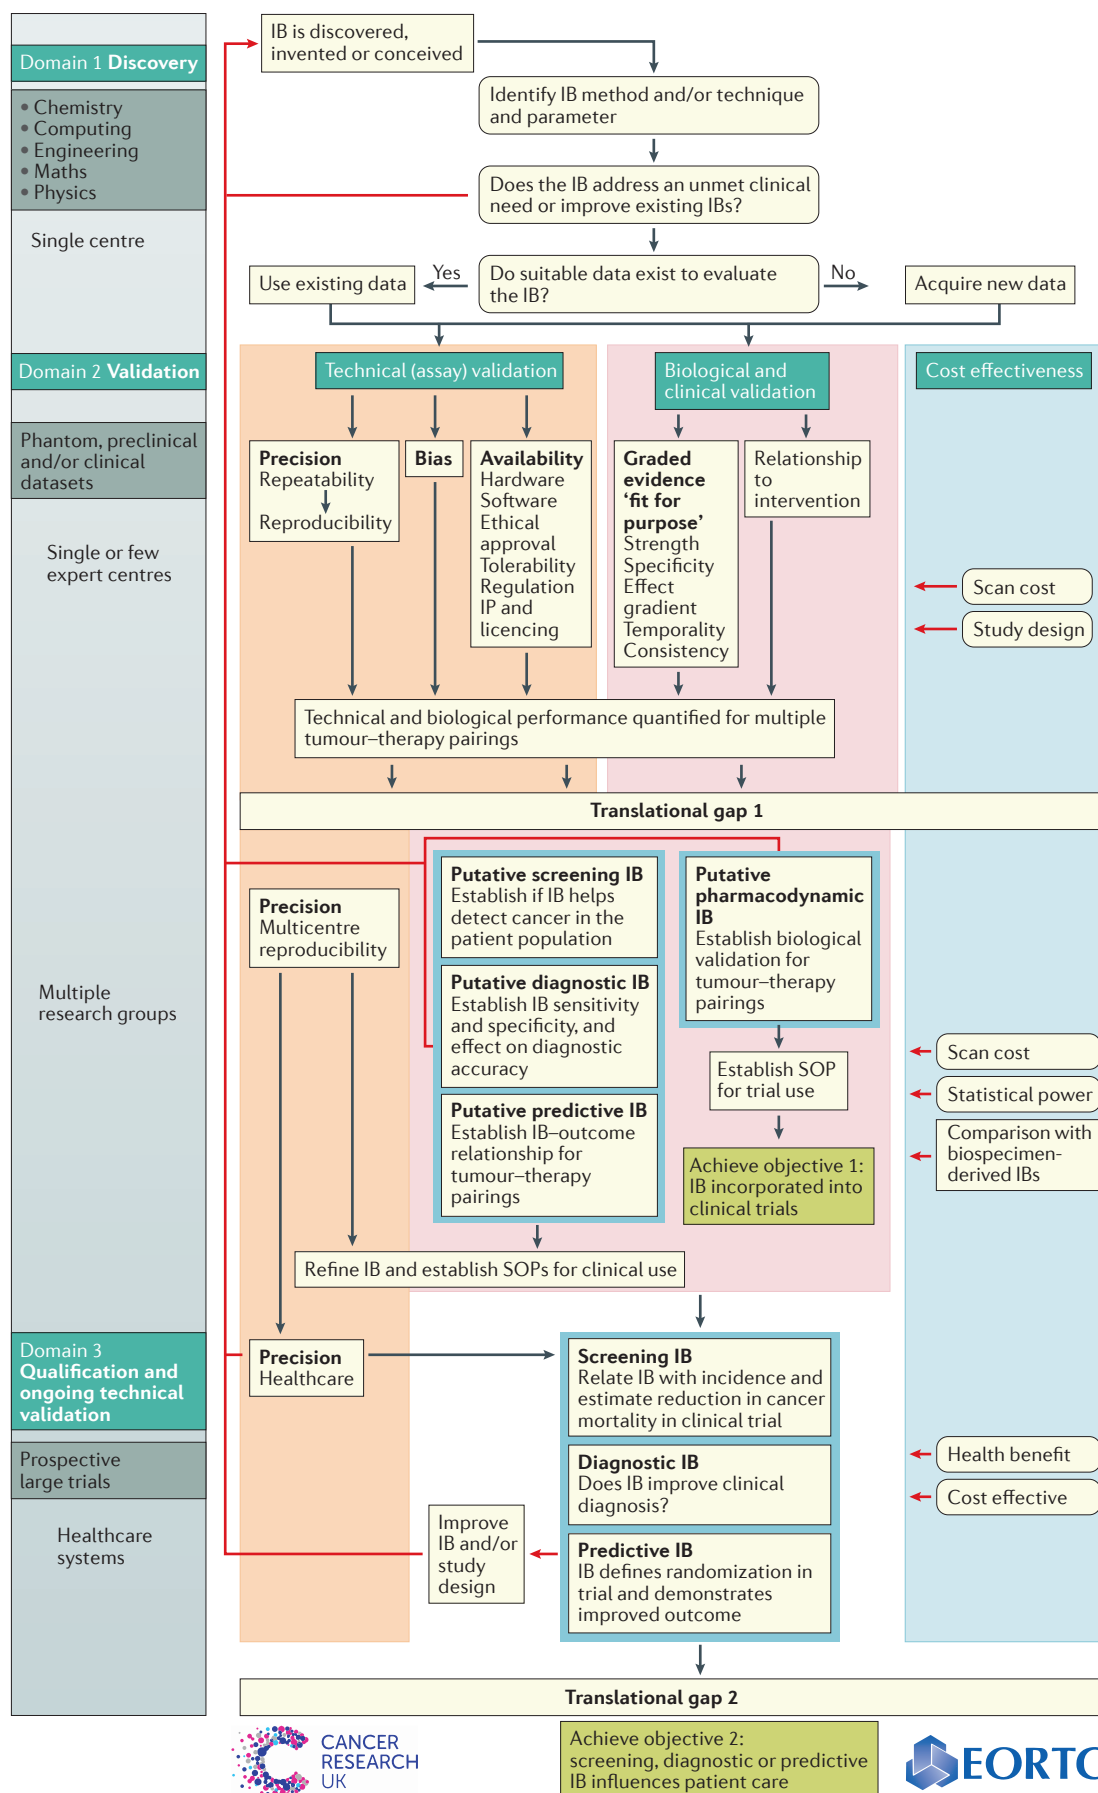 IB is discovered,
invented or conceived
Domain 1 Discovery
• Chemistry
• Computing
• Engineering
• Maths
• Physics
Single centre
Identify IB method and/or technique
and parameter
Does the IB address an unmet clinical
need or improve existing IBs?
Do suitable data exist to evaluate
the IB?
Yes
No
Use existing data
Acquire new data
Domain 2 Validation
Phantom, preclinical
and/or clinical
datasets
Single or few
expert centres
Technical (assay) validation
Biological and
clinical validation
Cost effectiveness
Precision
Repeatability
Reproducibility
Bias
Availability
Hardware
Software
Ethical
approval
Tolerability
Regulation
IP and
licencing
Graded
evidence
‘fit for
purpose’
Strength
Specificity
Effect
gradient
Temporality
Consistency
Relationship
to
intervention
Scan cost
Study design
Technical and biological performance quantified for multiple
tumour–therapy pairings
Translational gap 1
Multiple
research groups
Precision
Multicentre
reproducibility
Putative screening IB
Establish if IB helps
detect cancer in the
patient population
Putative diagnostic IB
Establish IB sensitivity
and specificity, and
effect on diagnostic
accuracy
Putative predictive IB
Establish IB–outcome
relationship for
tumour–therapy
pairings
Putative
pharmacodynamic
IB
Establish biological
validation for
tumour–therapy
pairings
Establish SOP
for trial use
Achieve objective 1:
IB incorporated into
clinical trials
Scan cost
Statistical power
Comparison with
biospecimen-
derived IBs
Refine IB and establish SOPs for clinical use
Domain 3
Qualification and
ongoing technical
validation
Prospective
large trials
Healthcare
systems
Precision
Healthcare
Screening IB
Relate IB with incidence and
estimate reduction in cancer
mortality in clinical trial
Diagnostic IB
Does IB improve clinical
diagnosis?
Predictive IB
IB defines randomization in
trial and demonstrates
improved outcome
Improve
IB and/or
study
design
Health benefit
Cost effective
Translational gap 2
CANCER
RESEARCH
UK
Achieve objective 2:
screening, diagnostic or predictive
IB influences patient care
EORTC